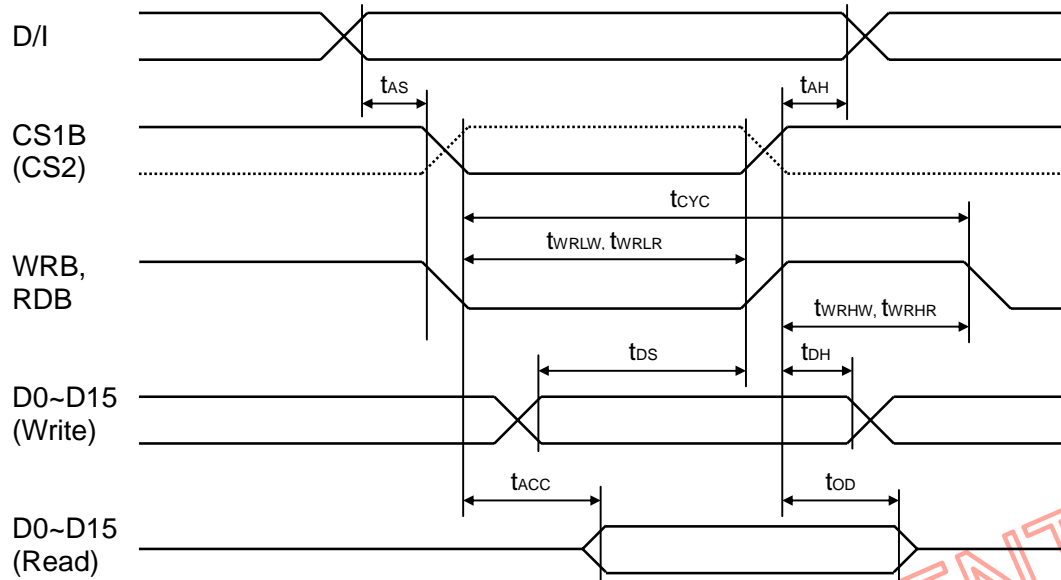 D/I
tAS
tAH
CS1B
(CS2)
tCYC
tWRLW, tWRLR
WRB,
RDB
tWRHW, tWRHR
tDS
tDH
D0~D15
(Write)
tACC
tOD
D0~D15
(Read)